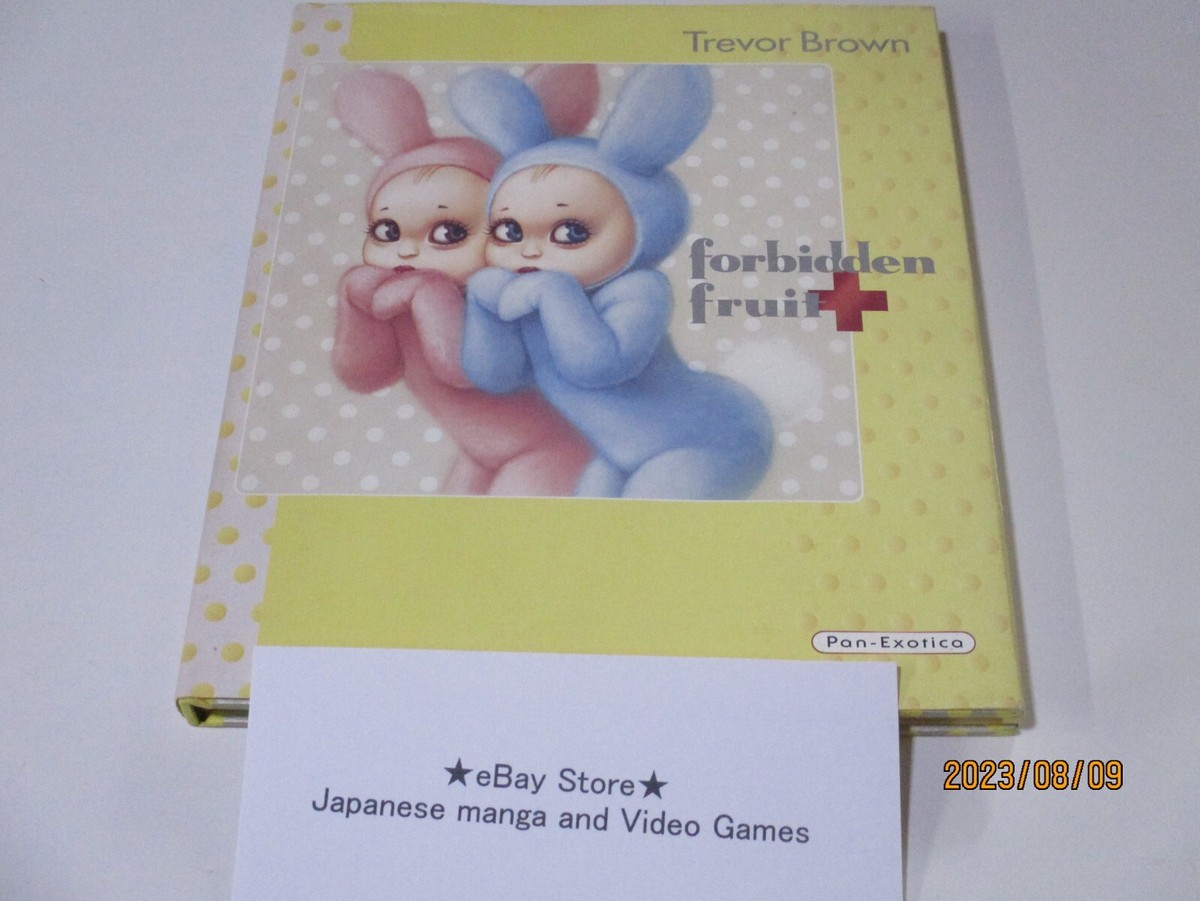 Trevor Brown
forbidden
fruit
Pan-Exotica
★eBay Store★
Japanese manga and Video Games
2023/08/09